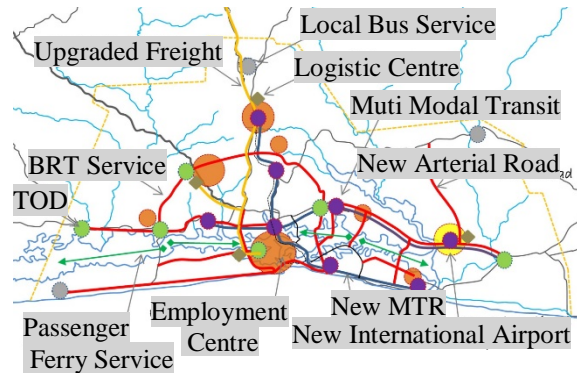 Local Bus Service
Upgraded Freight
Logistic Centre
Muti Modal Transit
BRT Service
New Arterial Road
ad
TOD
Passenger
Ferry Service
Employment
Centre
New MTR
New International Airport